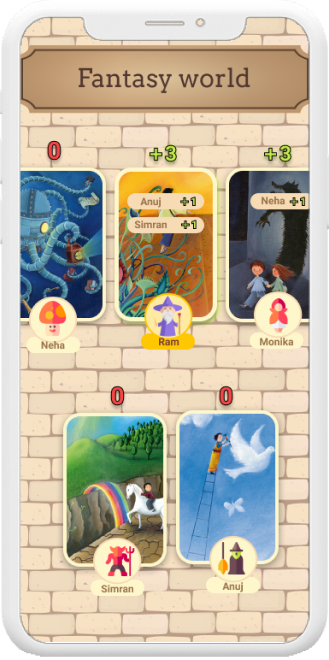 Fantasy world
0
+3
+3
Anuj +1
Simran +1
Neha +1
Neha
Ram
Monika
0
0
Simran
Anuj